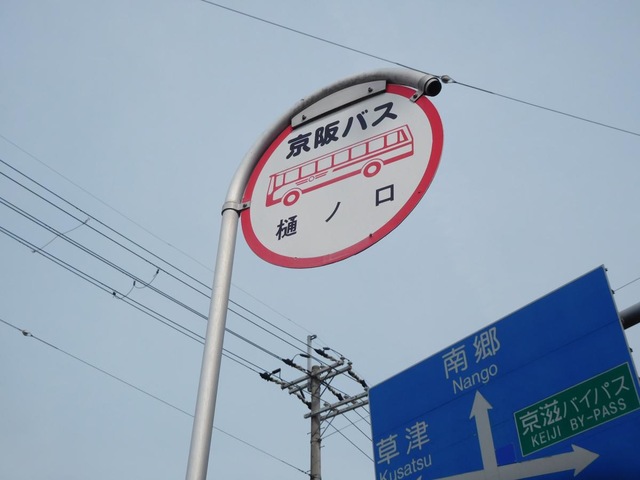 京阪バス
樋ノ口
南郷
Nango
京滋バイパス
KEIJI BY-PASS
草津
Kusatsu